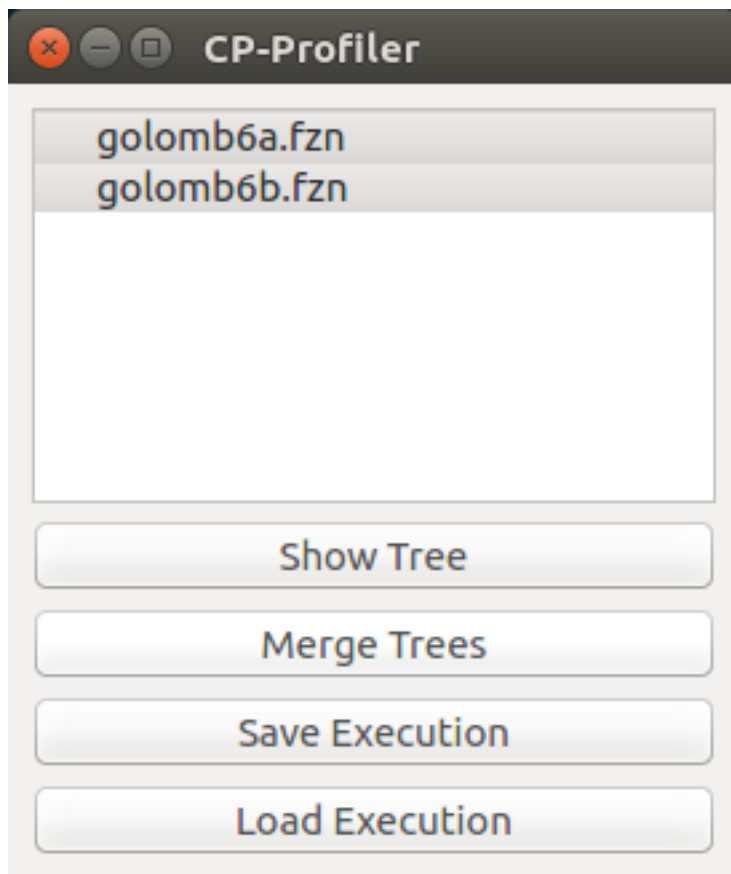 CP-Profiler
golomb6a.fzn
golomb6b.fzn
Show Tree
Merge Trees
Save Execution
Load Execution